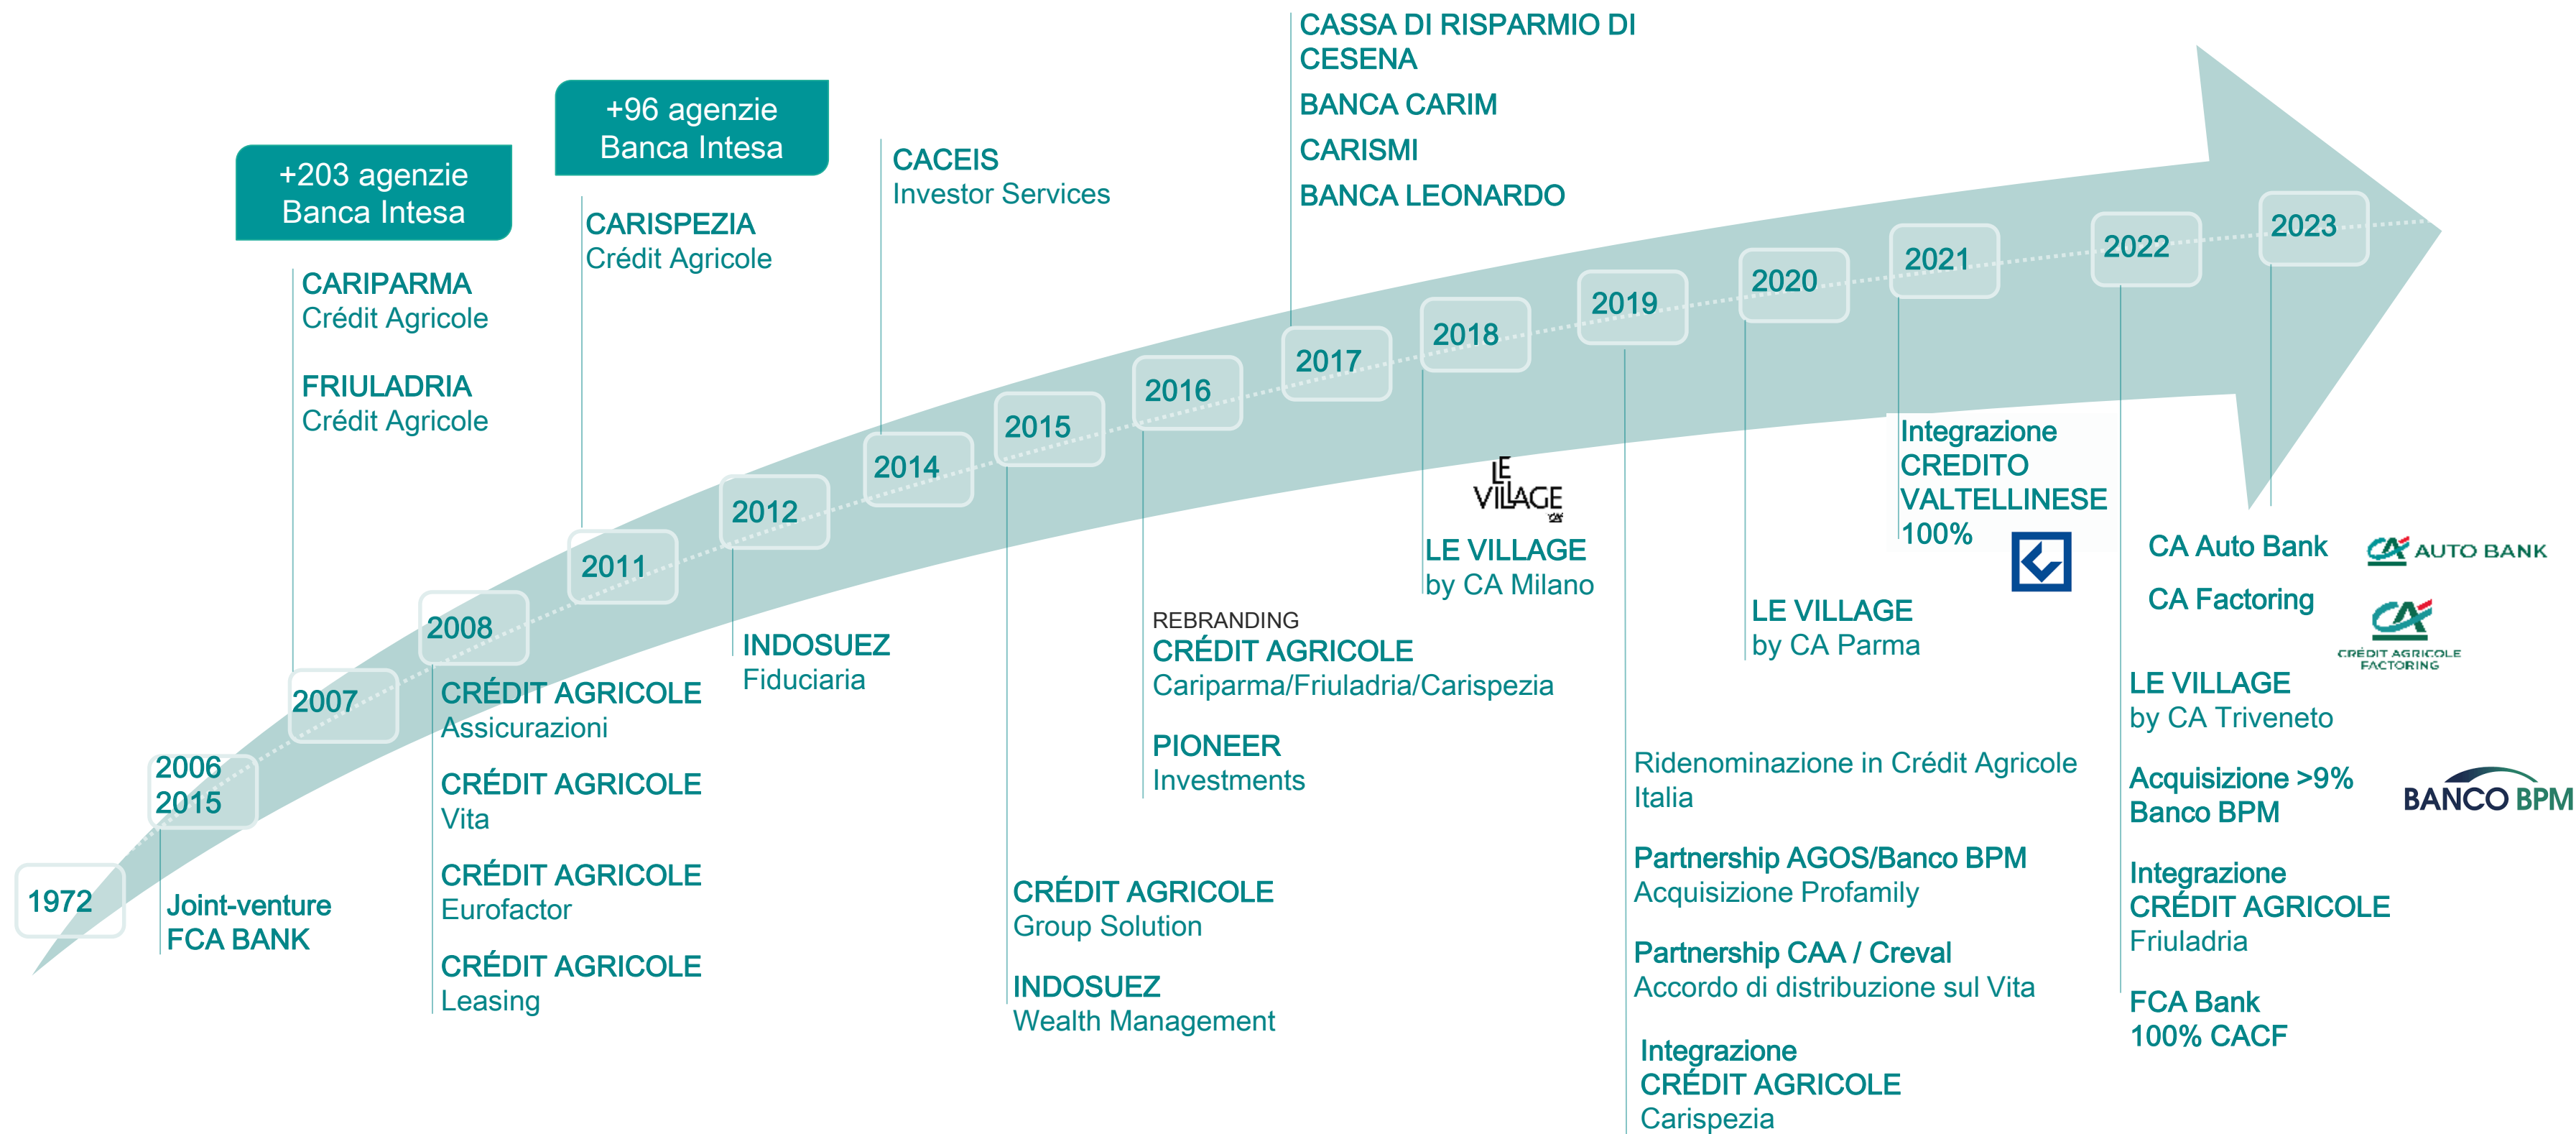 1972
2006
2015
Joint-venture
FCA BANK
+203 agenzie
Banca Intesa
CARIPARMA
Crédit Agricole
FRIULADRIA
Crédit Agricole
2007
2008
CRÉDIT AGRICOLE
Assicurazioni
CRÉDIT AGRICOLE
Vita
CRÉDIT AGRICOLE
Eurofactor
CRÉDIT AGRICOLE
Leasing
+96 agenzie
Banca Intesa
CARISPEZIA
Crédit Agricole
2011
2012
INDOSUEZ
Fiduciaria
CACEIS
Investor Services
2014
2015
CRÉDIT AGRICOLE
Group Solution
INDOSUEZ
Wealth Management
2016
REBRANDING
CRÉDIT AGRICOLE
Cariparma/Friuladria/Carispezia
PIONEER
Investments
CASSA DI RISPARMIO DI
CESENA
BANCA CARIM
CARISMI
BANCA LEONARDO
2017
2018
LE
VILLAGE
CA
LE VILLAGE
by CA Milano
2019
Ridenominazione in Crédit Agricole
Italia
Partnership AGOS/Banco BPM
Acquisizione Profamily
Partnership CAA / Creval
Accordo di distribuzione sul Vita
Integrazione
CRÉDIT AGRICOLE
Carispezia
2020
LE VILLAGE
by CA Parma
2021
Integrazione
CREDITO
VALTELLINESE
100%
2022
LE VILLAGE
by CA Triveneto
Acquisizione >9%
Banco BPM
BANCO BPM
Integrazione
CRÉDIT AGRICOLE
Friuladria
FCA Bank
100% CACF
2023
CA Auto Bank
CA AUTO BANK
CA Factoring
CA
CRÉDIT AGRICOLE
FACTORING